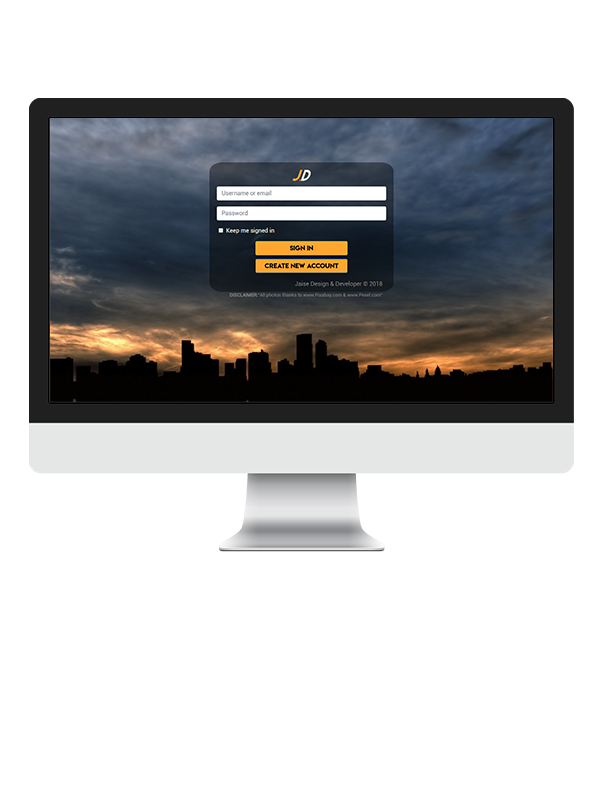 JD
Username or email
Password
Keep me signed in
SIGN IN
CREATE NEW ACCOUNT
Jaise Design & Developer © 2018
DISCLAIMER "all photos thanks to www.Pixabay.com & www.Pexel.com"